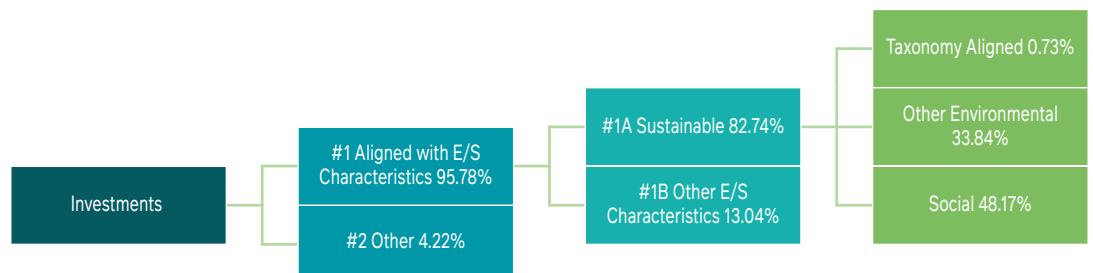 Investments
#1 Aligned with E/S
Characteristics 95.78%
#2 Other 4.22%
#1A Sustainable 82.74%
#1B Other E/S
Characteristics 13.04%
Taxonomy Aligned 0.73%
Other Environmental
33.84%
Social 48.17%